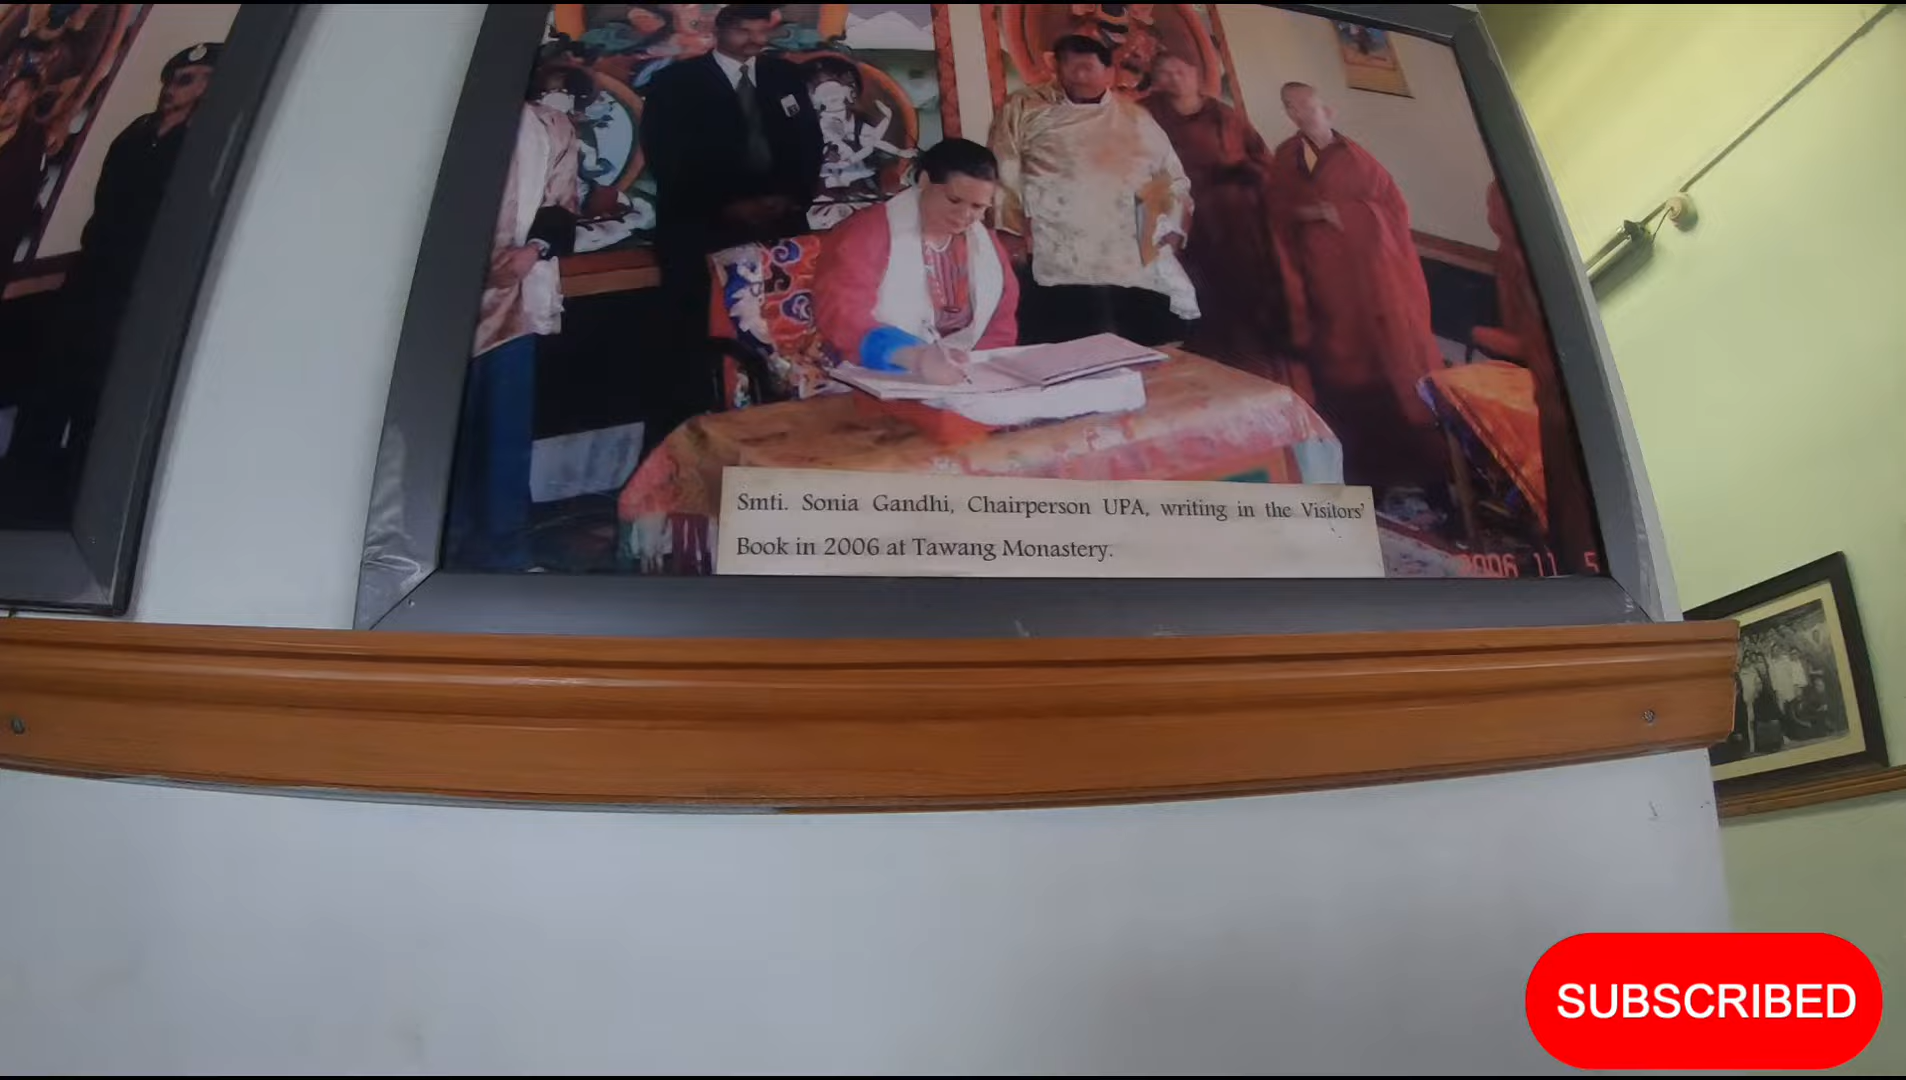 Smti. Sonia Gandhi, Chairperson UPA, writing in the Visitors'
Book in 2006 at Tawang Monastery.
2006 11 5
SUBSCRIBED